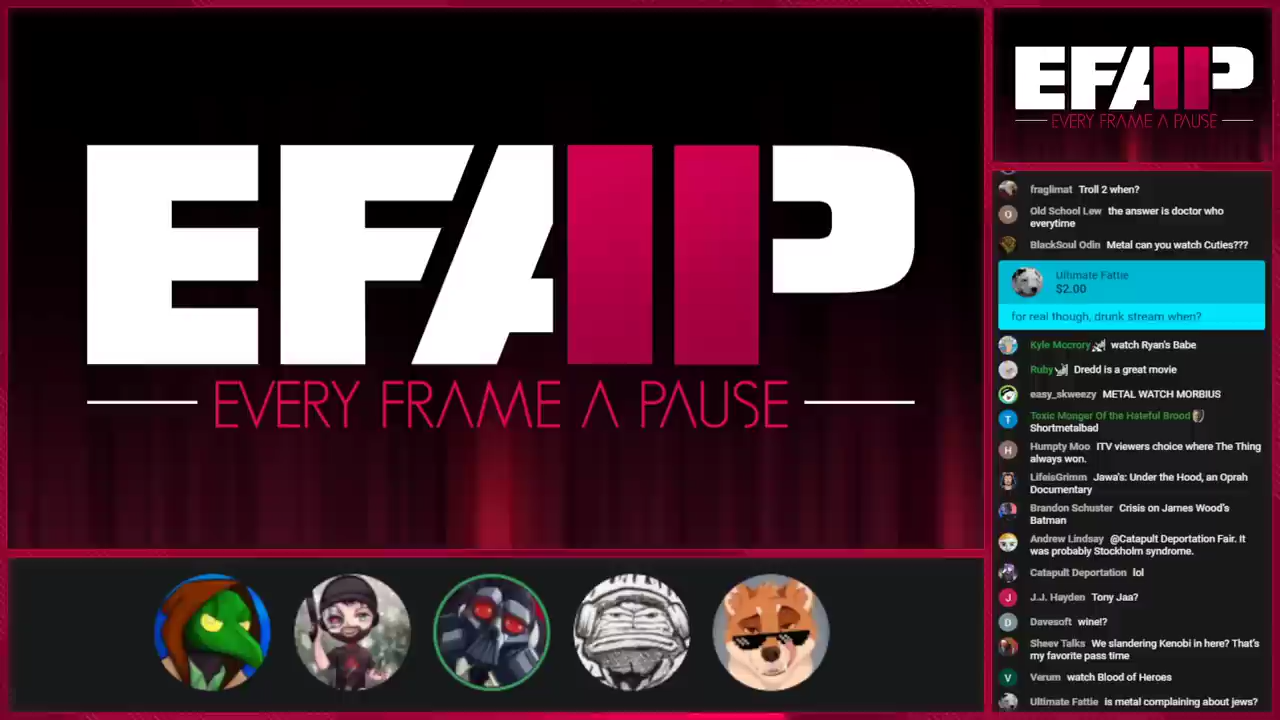 EFAP
EVERY FRAME A PAUSE
EFAP
EVERY FRAME A PAUSE
fraglimat Troll 2 when?
Old School Lew the answer is doctor who
everytime
BlackSoul Odin Metal can you watch Cuties???
Ultimate Fattie
$2.00
for real though, drunk stream when?
Kyle Mccrory watch Ryan's Babe
Ruby Dredd is a great movie
easy_skweezy METAL WATCH MORBIUS
Toxic Monger Of the Hateful Brood
Shortmetalbad
Humpty Moo ITV viewers choice where The Thing
always won.
LifeisGrimm Jawa's: Under the Hood, an Oprah
Documentary
Brandon Schuster Crisis on James Wood's
Batman
Andrew Lindsay @Catapult Deportation Fair. It
was probably Stockholm syndrome.
Catapult Deportation lol
J.J. Hayden Tony Jaa?
Davesoft wine!?
Sheev Talks We slandering Kenobi in here? That's
my favorite pass time
Verum watch Blood of Heroes
Ultimate Fattie is metal complaining about jews?